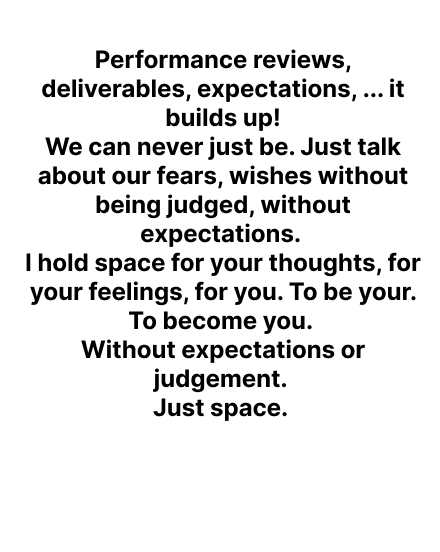 Performance reviews,
deliverables, expectations, ... it
builds up!
We can never just be. Just talk
about our fears, wishes without
being judged, without
expectations.
I hold space for your thoughts, for
your feelings, for you. To be your.
To become you.
Without expectations or
judgement.
Just space.